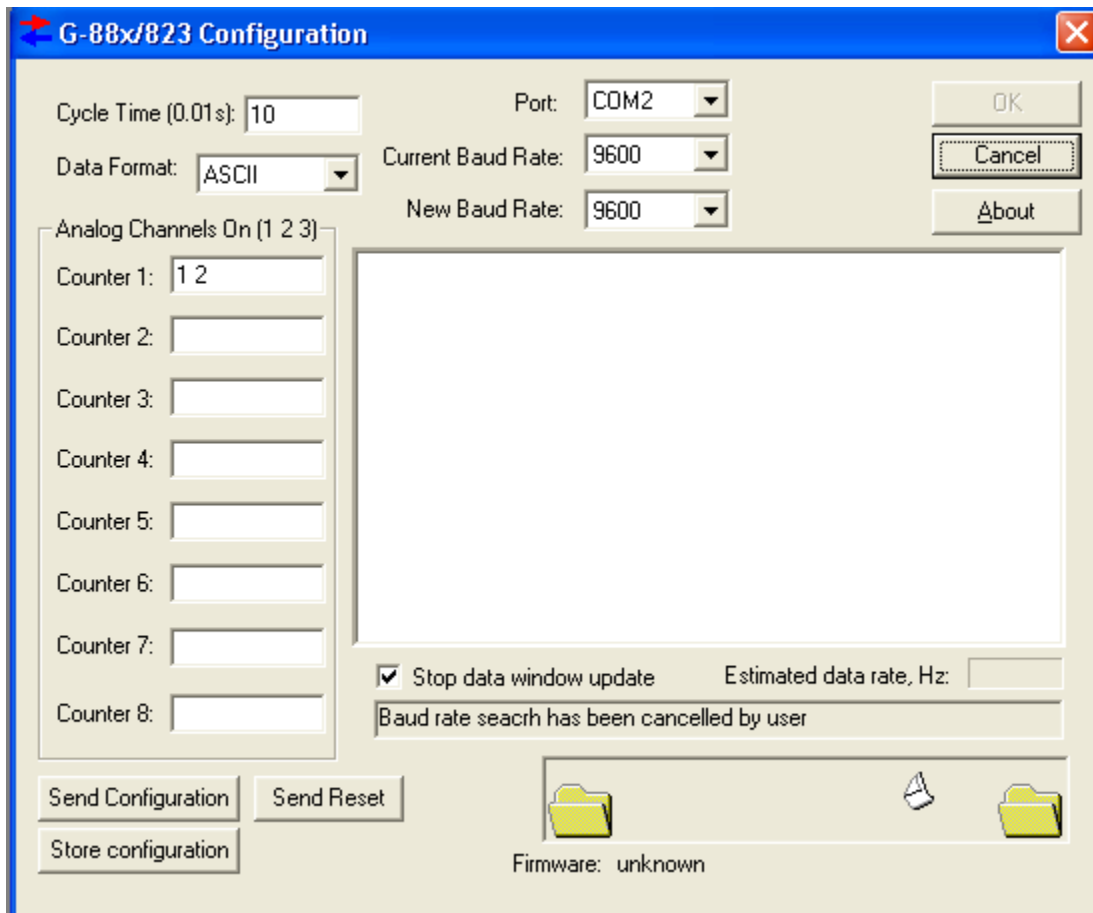 G-88x/823 Configuration
Cycle Time (0.01s): 10
Port: COM2
OK
Data Format: ASCII
Current Baud Rate: 9600
Cancel
New Baud Rate: 9600
About
Analog Channels On (1 2 3)
Counter 1: 1 2
Counter 2:
Counter 3:
Counter 4:
Counter 5:
Counter 6:
Counter 7:
Counter 8:
Stop data window update
Estimated data rate, Hz:
Baud rate seacrh has been cancelled by user
Send Configuration
Send Reset
Store configuration
Firmware: unknown